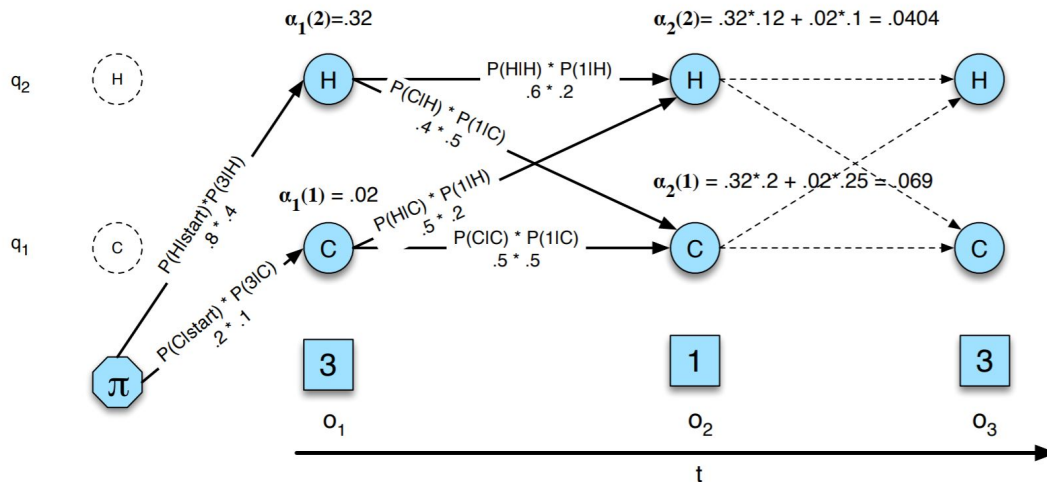 α1(2)=.32
α2(2) = .32*.12 + .02*.1 = .0404
q2
H
H
P(H|H) * P(1|H)
.6 * .2
H
H
P(C|H) * P(1|C)
.4 * .5
P(H|start)*P(3|H)
.8 * .4
α1(1) = .02
α2(1) = .32*.2 + .02*.25 = .069
P(H|C) * P(1|H)
.5 * .2
q1
C
C
P(C|C) * P(1|C)
.5 * .5
C
C
P(C|start) * P(3|C)
.2 * .1
π
3
1
3
o1
o2
o3
t